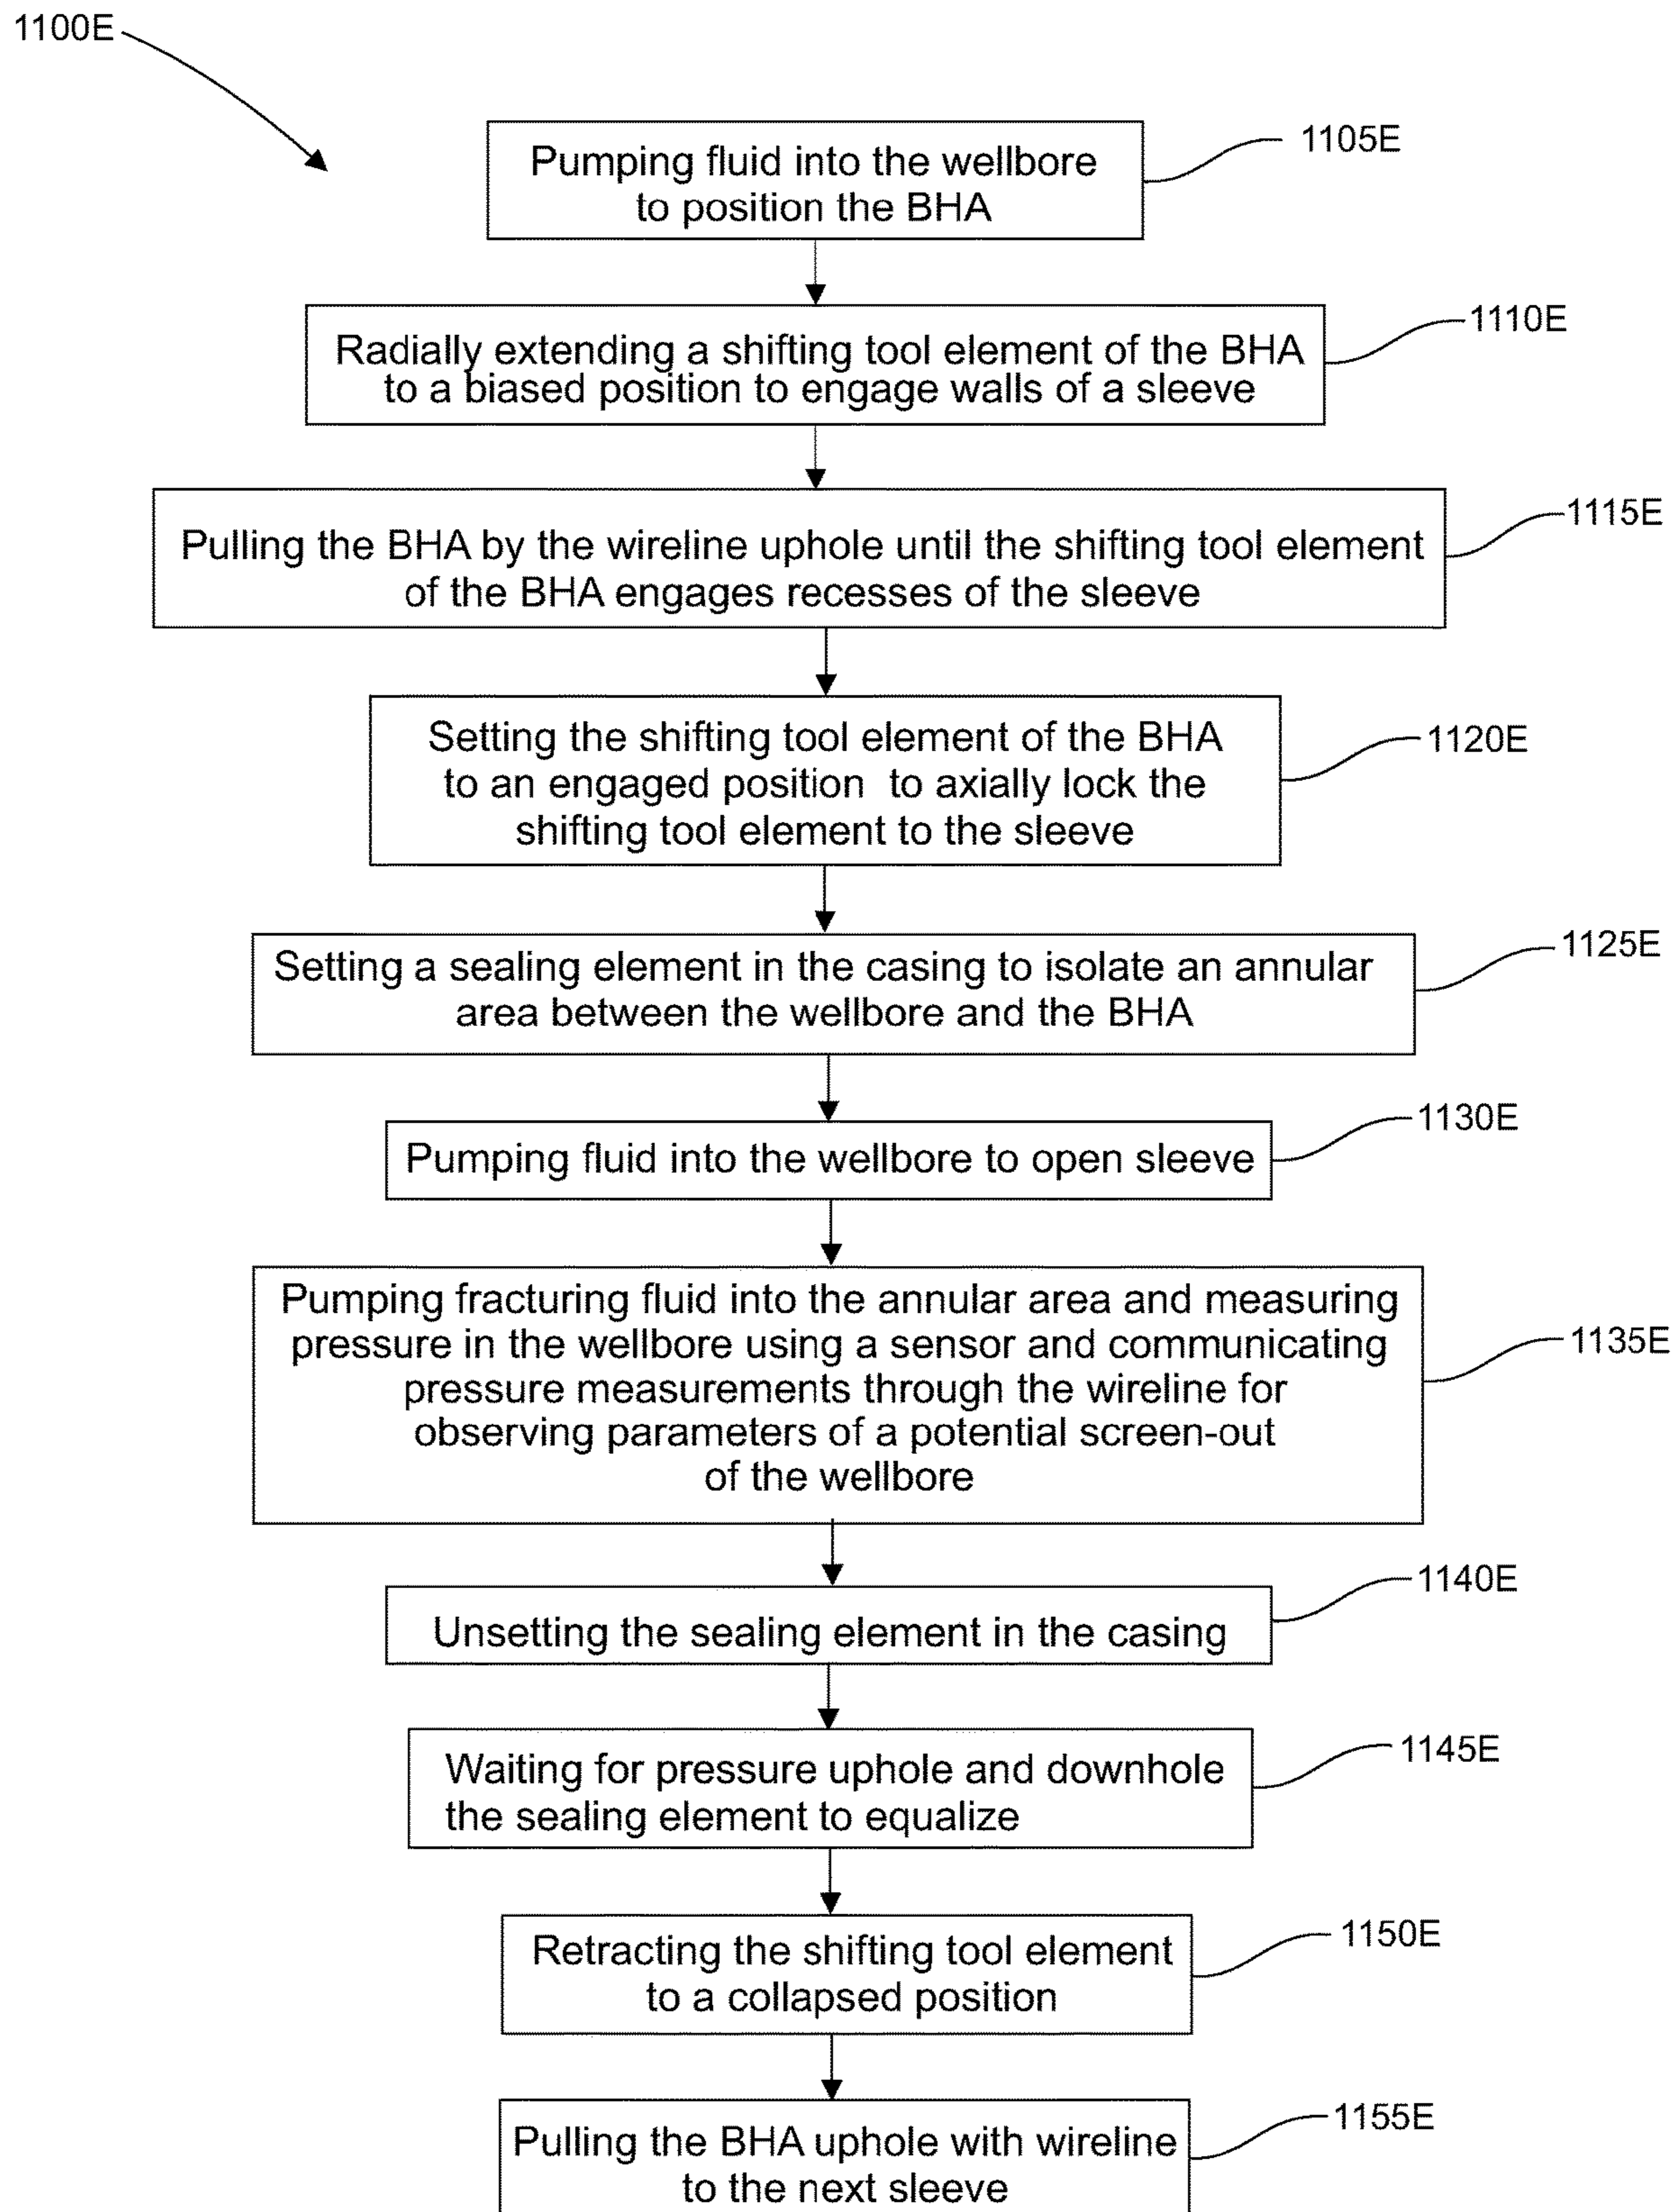 1100E
Pumping fluid into the wellbore
to position the BHA
1105E
Radially extending a shifting tool element of the BHA
to a biased position to engage walls of a sleeve
1110E
Pulling the BHA by the wireline uphole until the shifting tool element
of the BHA engages recesses of the sleeve
1115E
Setting the shifting tool element of the BHA
to an engaged position to axially lock the
shifting tool element to the sleeve
1120E
Setting a sealing element in the casing to isolate an annular
area between the wellbore and the BHA
1125E
Pumping fluid into the wellbore to open sleeve
1130E
Pumping fracturing fluid into the annular area and measuring
pressure in the wellbore using a sensor and communicating
pressure measurements through the wireline for
observing parameters of a potential screen-out
of the wellbore
1135E
Unsetting the sealing element in the casing
1140E
Waiting for pressure uphole and downhole
the sealing element to equalize
1145E
Retracting the shifting tool element
to a collapsed position
1150E
Pulling the BHA uphole with wireline
to the next sleeve
1155E